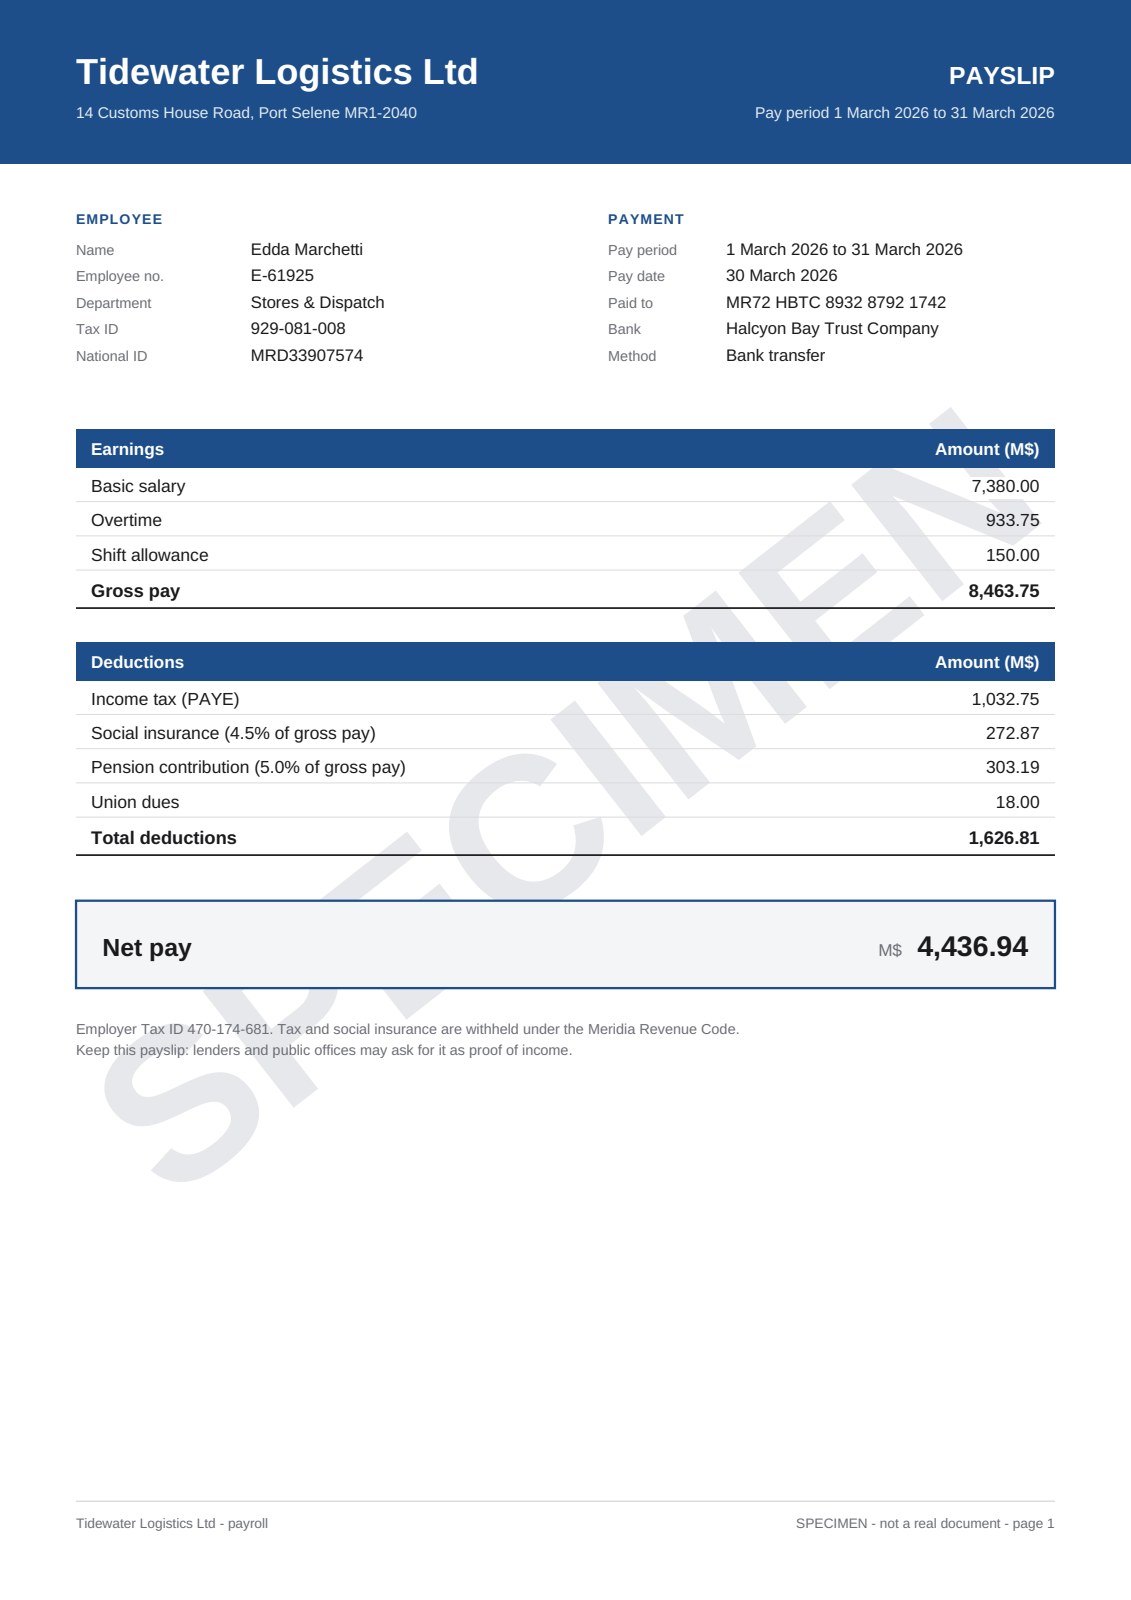 Tidewater Logistics Ltd
PAYSLIP
14 Customs House Road, Port Selene MR1-2040
Pay period 1 March 2026 to 31 March 2026
EMPLOYEE
Name Edda Marchetti
Employee no. E-61925
Department Stores & Dispatch
Tax ID 929-081-008
National ID MRD33907574
PAYMENT
Pay period 1 March 2026 to 31 March 2026
Pay date 30 March 2026
Paid to MR72 HBTC 8932 8792 1742
Bank Halcyon Bay Trust Company
Method Bank transfer
Earnings Amount (M$)
Basic salary 7,380.00
Overtime 933.75
Shift allowance 150.00
Gross pay 8,463.75
Deductions Amount (M$)
Income tax (PAYE) 1,032.75
Social insurance (4.5% of gross pay) 272.87
Pension contribution (5.0% of gross pay) 303.19
Union dues 18.00
Total deductions 1,626.81
Net pay M$ 4,436.94
Employer Tax ID 470-174-681. Tax and social insurance are withheld under the Meridia Revenue Code.
Keep this payslip: lenders and public offices may ask for it as proof of income.
SPECIMEN
Tidewater Logistics Ltd - payroll
SPECIMEN - not a real document - page 1